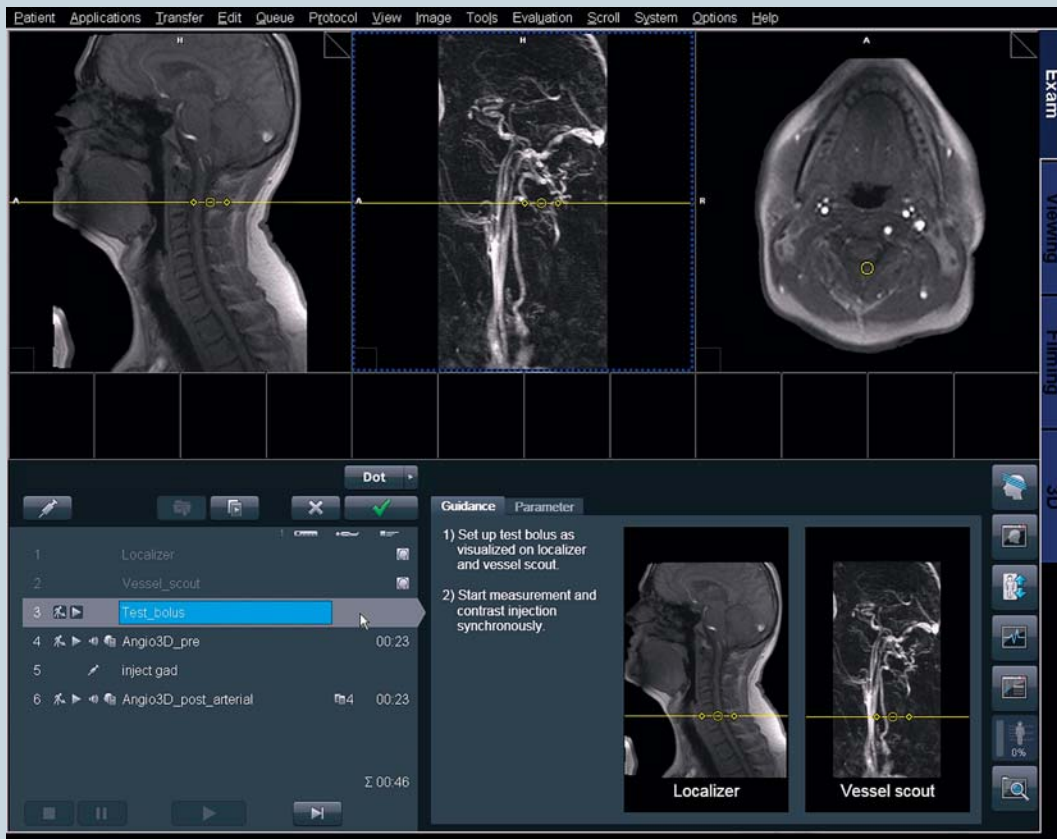 Patient Applications Transfer Edit Queue Protocol View Image Tools Evaluation Scroll System Options Help
H
H
A
A
A
R
Exam
Viewing
Filming
3D
Dot
Guidance Parameter
1) Set up test bolus as
visualized on localizer
and vessel scout.
2) Start measurement and
contrast injection
synchronously.
1 Localizer
2 Vessel_scout
3 Test_bolus
4 Angio3D_pre 00:23
5 inject gad
6 Angio3D_post_arterial 4 00:23
Σ 00:46
Localizer
Vessel scout
0%